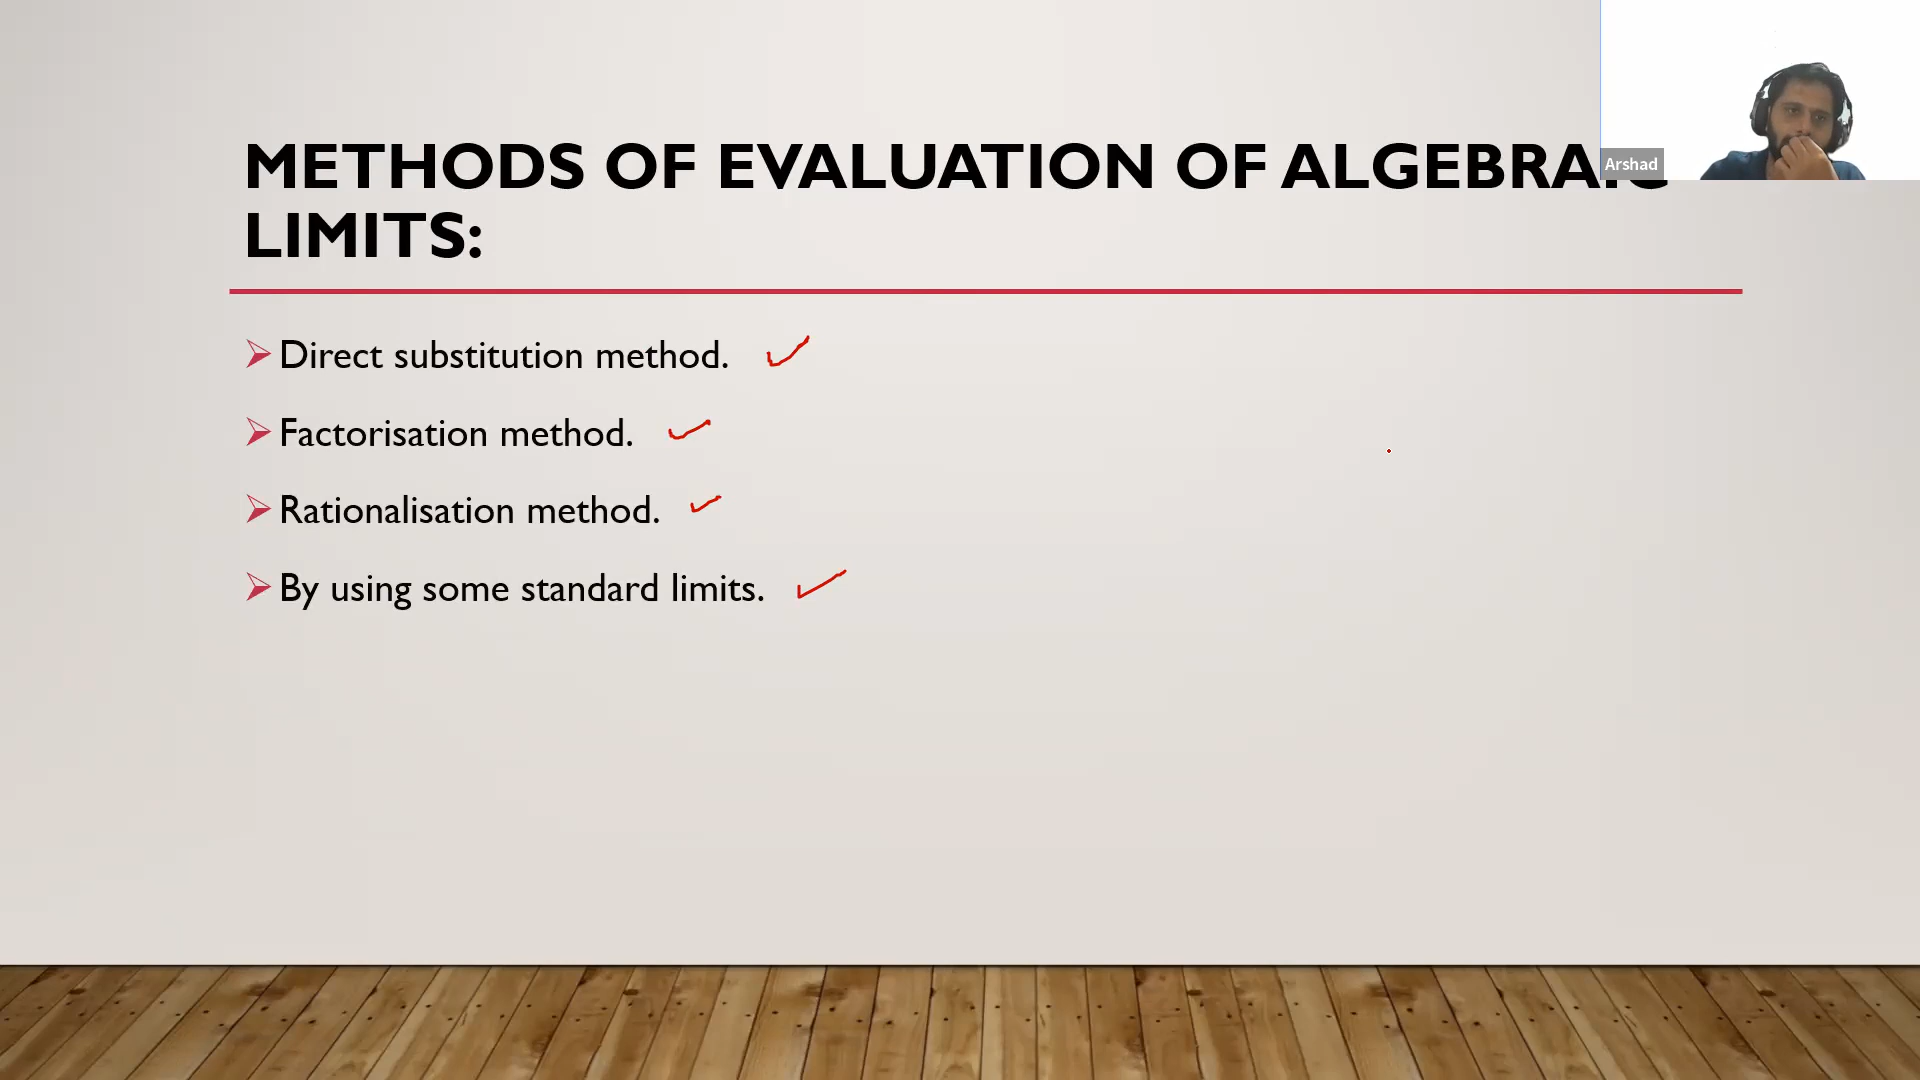 METHODS OF EVALUATION OF ALGEBRAIC
LIMITS:
Arshad
Direct substitution method.
Factorisation method.
Rationalisation method.
By using some standard limits.